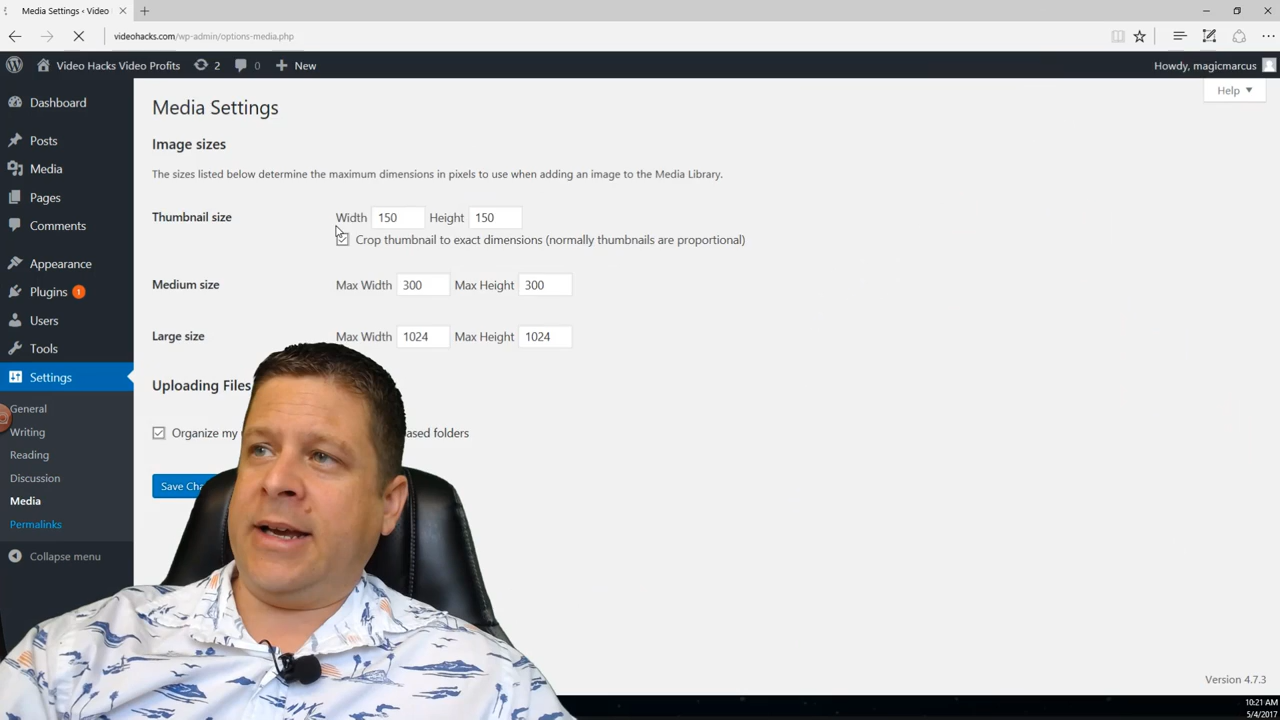 Media Settings ‹ Video
videohacks.com/wp-admin/options-media.php
Video Hacks Video Profits 2 0 New
Howdy, magicmarcus
Help
Dashboard
Posts
Media
Pages
Comments
Appearance
Plugins 1
Users
Tools
Settings
General
Writing
Reading
Discussion
Media
Permalinks
Collapse menu
Media Settings
Image sizes
The sizes listed below determine the maximum dimensions in pixels to use when adding an image to the Media Library.
Thumbnail size Width 150 Height 150
Crop thumbnail to exact dimensions (normally thumbnails are proportional)
Medium size Max Width 300 Max Height 300
Large size Max Width 1024 Max Height 1024
Uploading Files
Organize my ased folders
Save Cha
Version 4.7.3
10:21 AM
5/4/2017